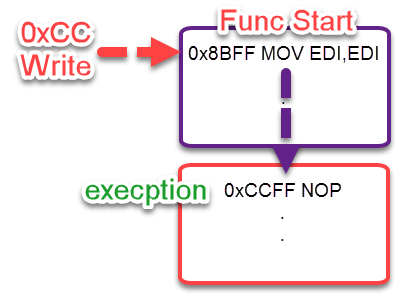 Func Start
0xCC
Write
0x8BFF MOV EDI,EDI
.
execption
0xCCFF NOP
.
.